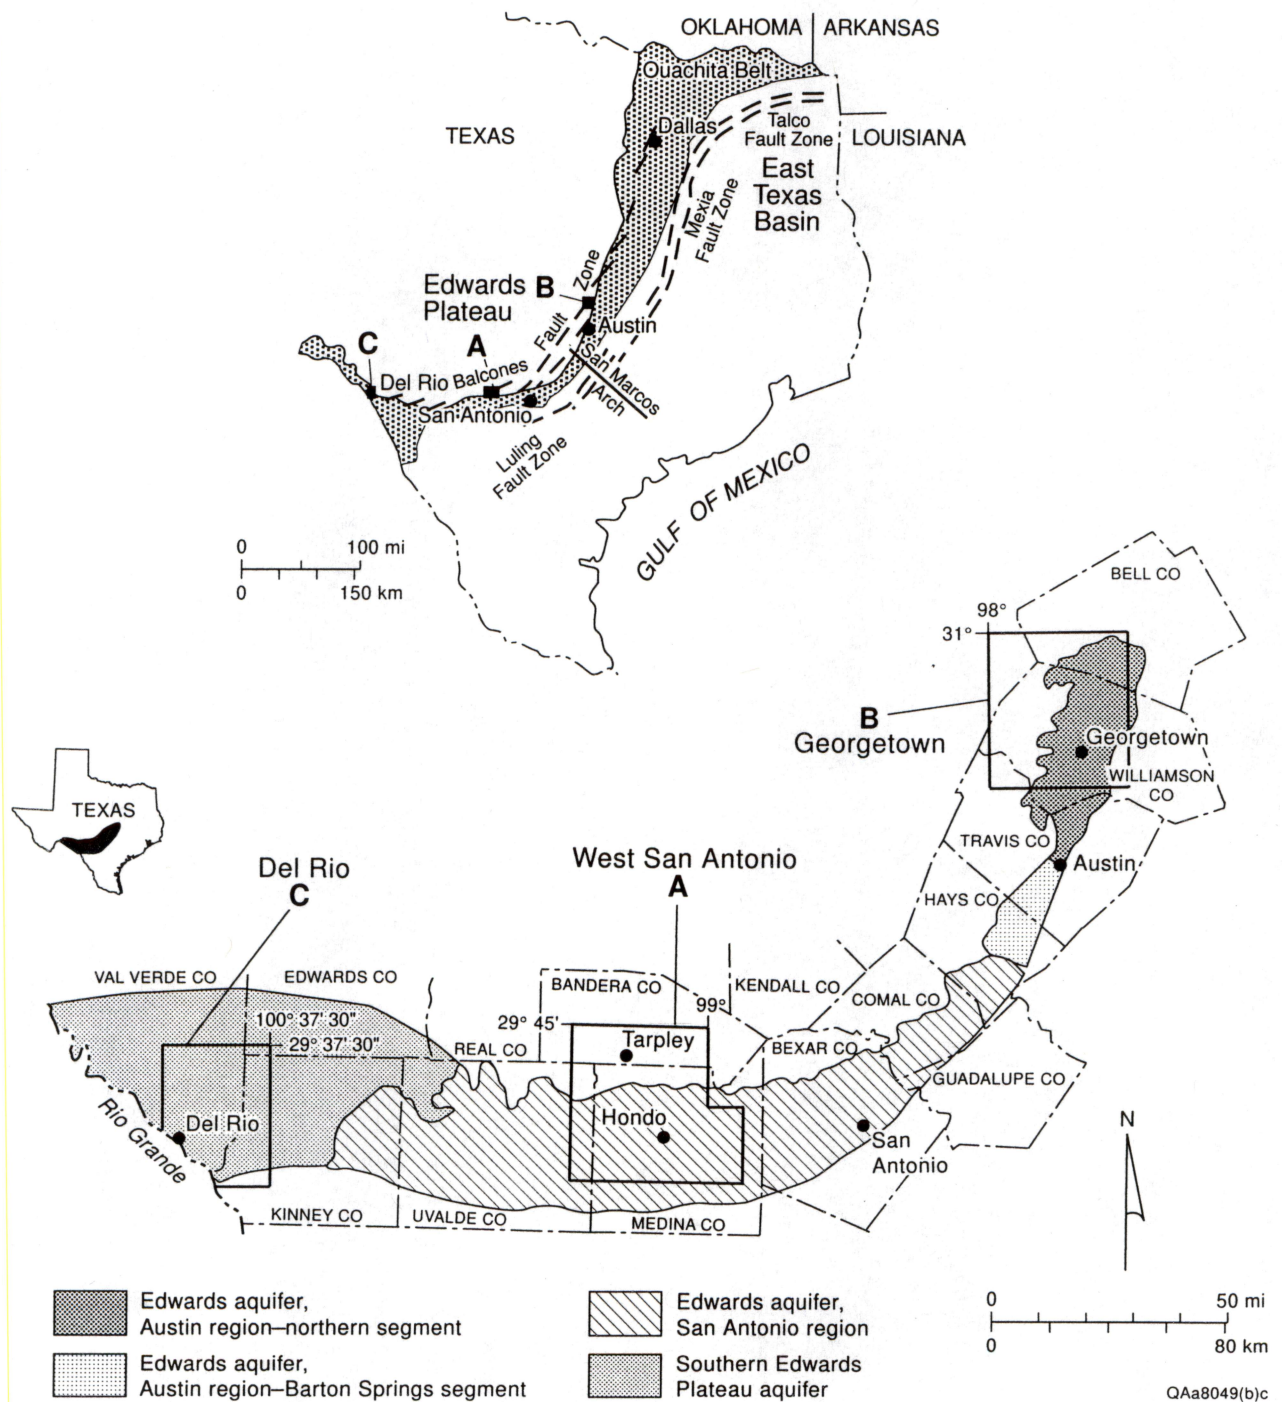 OKLAHOMA
ARKANSAS
Ouachita Belt
TEXAS
Dallas
Talco
Fault Zone
LOUISIANA
East
Texas
Basin
Mexia
Fault Zone
Edwards
Plateau
B
Zone
Fault
Balcones
Austin
C
A
Del Rio
San Marcos
Arch
San Antonio
Luling
Fault Zone
GULF OF MEXICO
0 100 mi
0 150 km
BELL CO
98°
31°
B
Georgetown
Georgetown
WILLIAMSON
CO
TEXAS
TRAVIS CO
Austin
Del Rio
C
West San Antonio
A
HAYS CO
VAL VERDE CO
EDWARDS CO
BANDERA CO
KENDALL CO
COMAL CO
99°
100° 37' 30"
29° 37' 30"
29° 45'
REAL CO
Tarpley
BEXAR CO
GUADALUPE CO
Rio Grande
Del Rio
Hondo
San
Antonio
N
KINNEY CO
UVALDE CO
MEDINA CO
Edwards aquifer,
Austin region–northern segment
Edwards aquifer,
Austin region–Barton Springs segment
Edwards aquifer,
San Antonio region
Southern Edwards
Plateau aquifer
0 50 mi
0 80 km
QAa8049(b)c